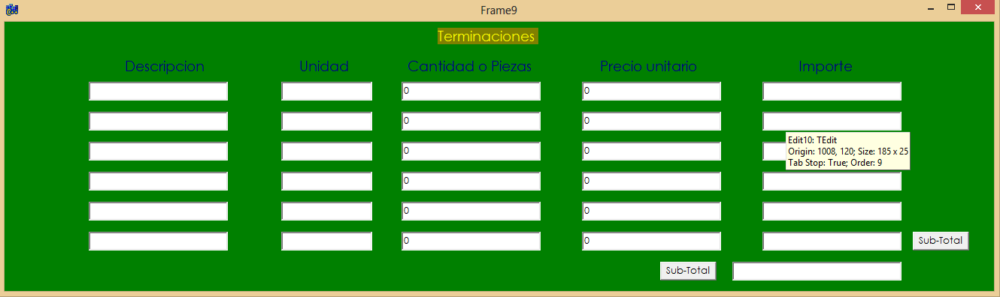 Frame9
Terminaciones
Descripcion Unidad Cantidad o Piezas Precio unitario Importe
0 0
0 0
Edit10: TEdit
Origin: 1008, 120; Size: 185 x 25
Tab Stop: True; Order: 9
0 0
0 0
0 0
0 0 Sub-Total
Sub-Total